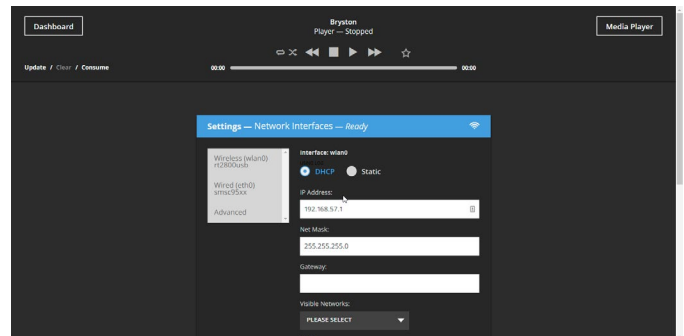 Dashboard
Bryston
Player — Stopped
Media Player
Update / Clear / Consume
00:00
00:00
Settings — Network Interfaces — Ready
Wireless (wlan0)
rt2800usb
Wired (eth0)
smsc95xx
Advanced
Interface: wlan0
DHCP
Static
IP Address:
192.168.57.1
Net Mask:
255.255.255.0
Gateway:
Visible Networks:
PLEASE SELECT